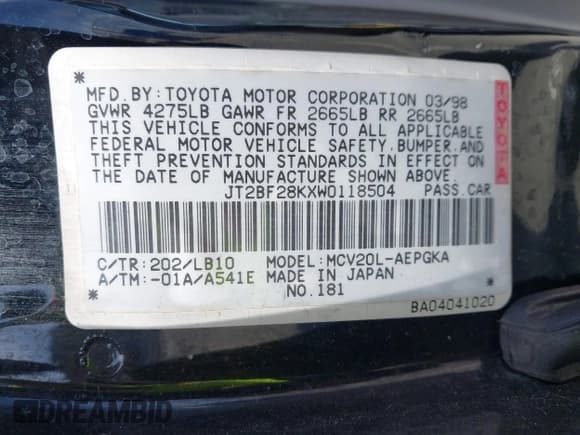 MFD.BY:TOYOTA MOTOR CORPORATION 03/98
GVWR 4275LB GAWR FR 2665LB RR 2665LB
THIS VEHICLE CONFORMS TO ALL APPLICABLE
FEDERAL MOTOR VEHICLE SAFETY,BUMPER,AND
THEFT PREVENTION STANDARDS IN EFFECT ON
THE DATE OF MANUFACTURE SHOWN ABOVE.
JT2BF28KXW0118504 PASS.CAR
TOYOTA
C/TR:202/LB10 MODEL:MCV20L-AEPGKA
A/TM:-01A/A541E MADE IN JAPAN
NO.181
BA04041020
DREAMBID